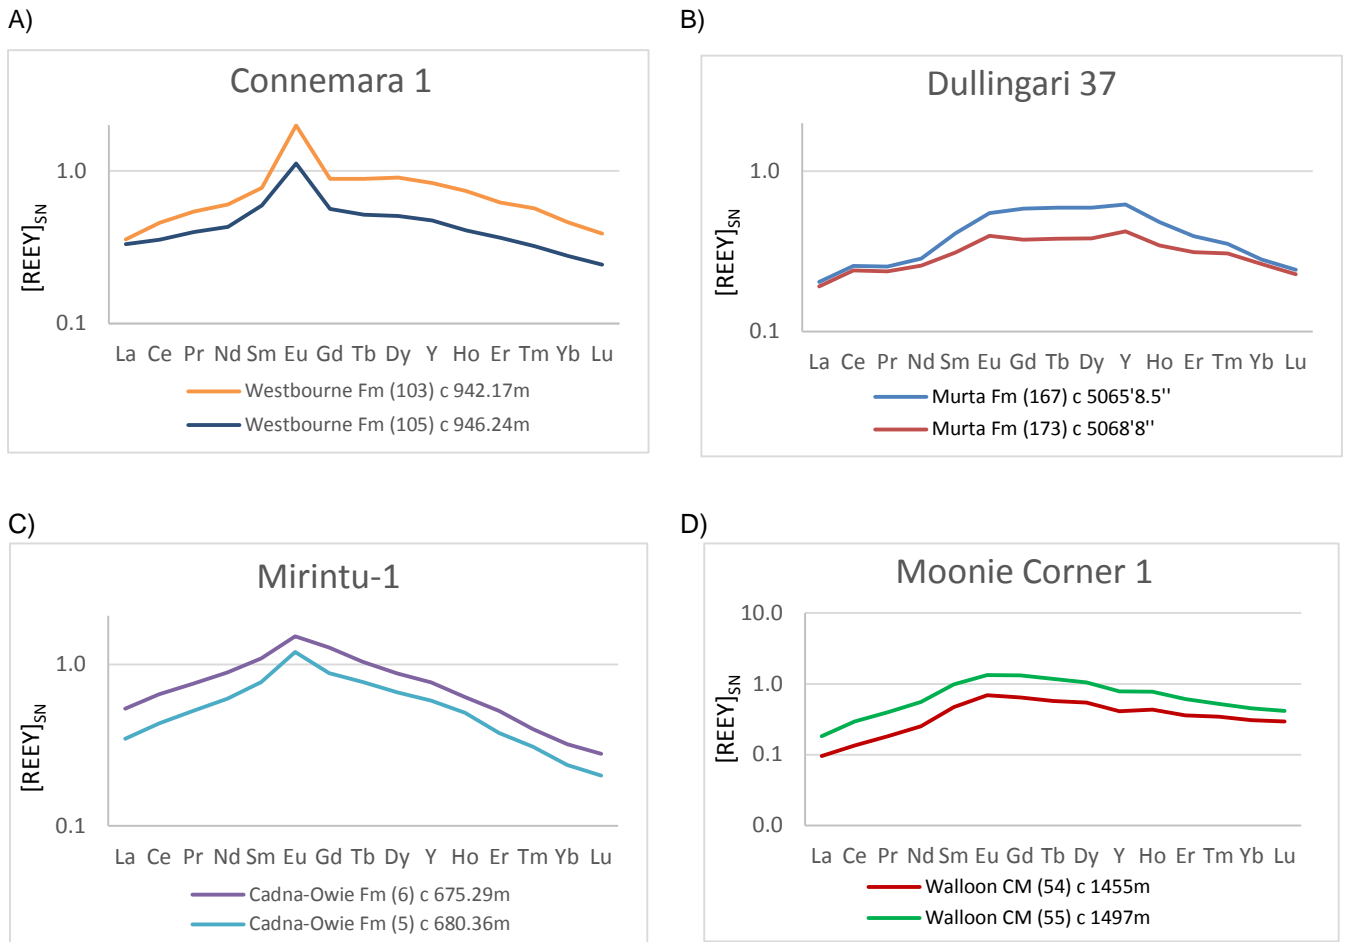 A)
Connemara 1
[REEY]SN
1.0
0.1
La Ce Pr Nd Sm Eu Gd Tb Dy Y Ho Er Tm Yb Lu
Westbourne Fm (103) c 942.17m
Westbourne Fm (105) c 946.24m
B)
Dullingari 37
[REEY]SN
1.0
0.1
La Ce Pr Nd Sm Eu Gd Tb Dy Y Ho Er Tm Yb Lu
Murta Fm (167) c 5065'8.5''
Murta Fm (173) c 5068'8''
C)
Mirintu-1
[REEY]SN
1.0
0.1
La Ce Pr Nd Sm Eu Gd Tb Dy Y Ho Er Tm Yb Lu
Cadna-Owie Fm (6) c 675.29m
Cadna-Owie Fm (5) c 680.36m
D)
Moonie Corner 1
[REEY]SN
10.0
1.0
0.1
0.0
La Ce Pr Nd Sm Eu Gd Tb Dy Y Ho Er Tm Yb Lu
Walloon CM (54) c 1455m
Walloon CM (55) c 1497m